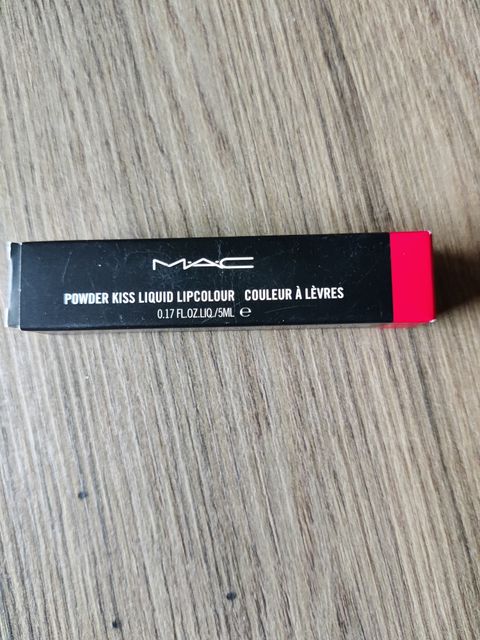 M·A·C
POWDER KISS LIQUID LIPCOLOUR COULEUR À LÈVRES
0.17 FL.OZ.LIQ./5ML ℮